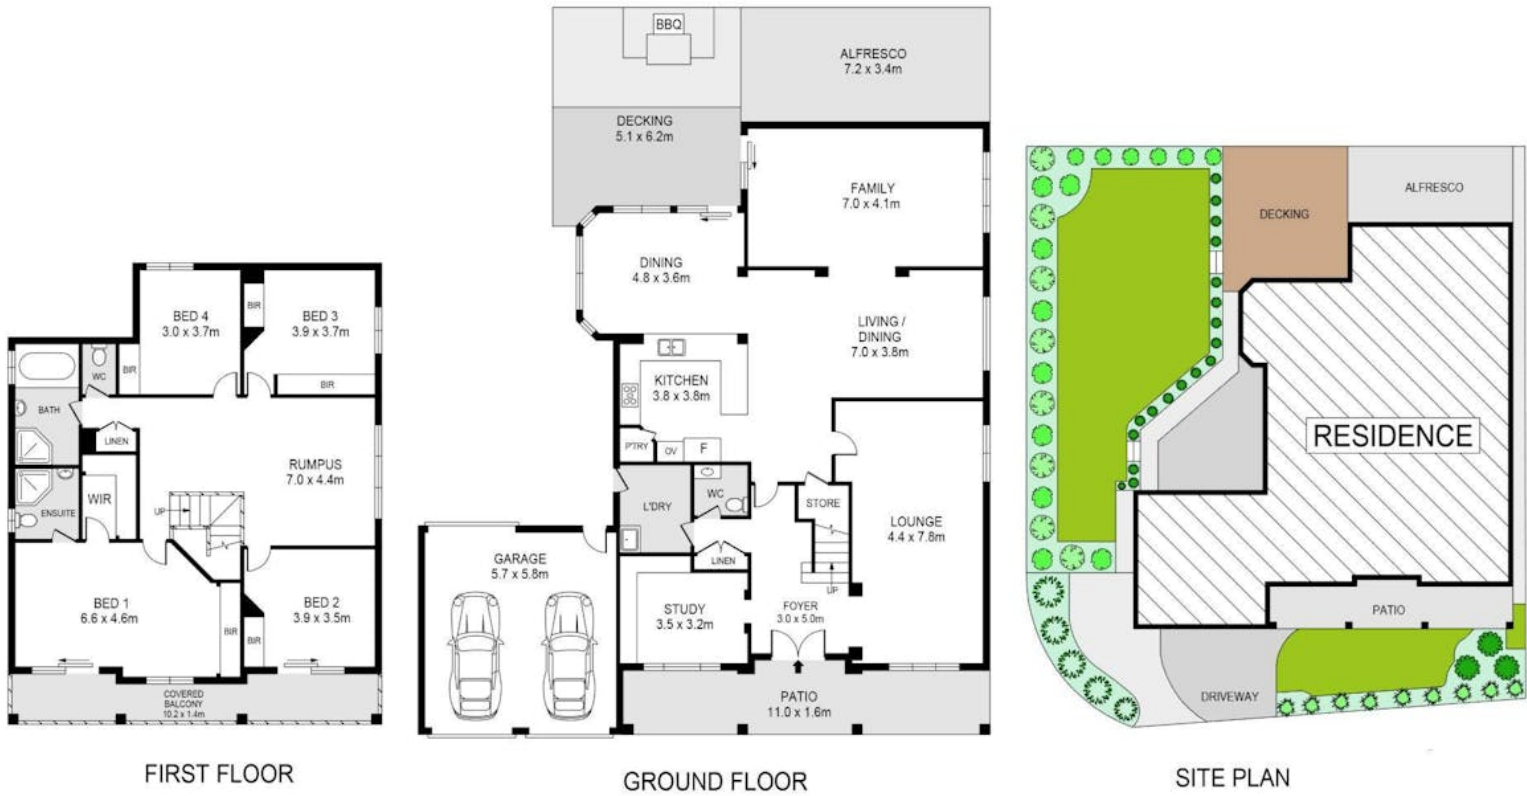 BED 4
3.0 x 3.7m
BIR
BED 3
3.9 x 3.7m
WC
BIR
BIR
BATH
LINEN
RUMPUS
7.0 x 4.4m
WIR
ENSUITE
UP
BED 1
6.6 x 4.6m
BIR
BIR
BED 2
3.9 x 3.5m
COVERED
BALCONY
10.2 x 1.4m
FIRST FLOOR
BBQ
ALFRESCO
7.2 x 3.4m
DECKING
5.1 x 6.2m
FAMILY
7.0 x 4.1m
DINING
4.8 x 3.6m
LIVING /
DINING
7.0 x 3.8m
KITCHEN
3.8 x 3.8m
P'TRY
OV
F
L'DRY
WC
STORE
LOUNGE
4.4 x 7.8m
LINEN
UP
GARAGE
5.7 x 5.8m
STUDY
3.5 x 3.2m
FOYER
3.0 x 5.0m
PATIO
11.0 x 1.6m
GROUND FLOOR
ALFRESCO
DECKING
RESIDENCE
PATIO
DRIVEWAY
SITE PLAN